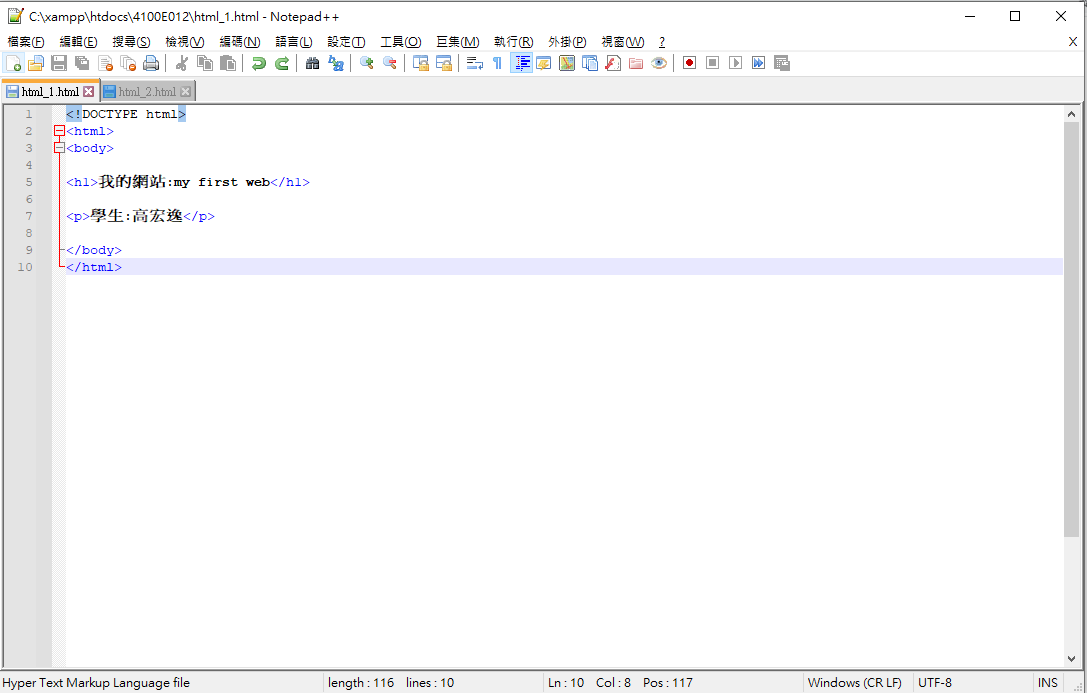 C:\xampp\htdocs\4100E012\html_1.html - Notepad++
檔案(F) 編輯(E) 搜尋(S) 檢視(V) 編碼(N) 語言(L) 設定(T) 工具(O) 巨集(M) 執行(R) 外掛(P) 視窗(W) ? X
html_1.html html_2.html
1 <!DOCTYPE html>
2 <html>
3 <body>
4
5 <h1>我的網站:my first web</h1>
6
7 <p>學生:高宏逸</p>
8
9 </body>
10 </html>
Hyper Text Markup Language file length : 116 lines : 10 Ln : 10 Col : 8 Pos : 117 Windows (CR LF) UTF-8 INS